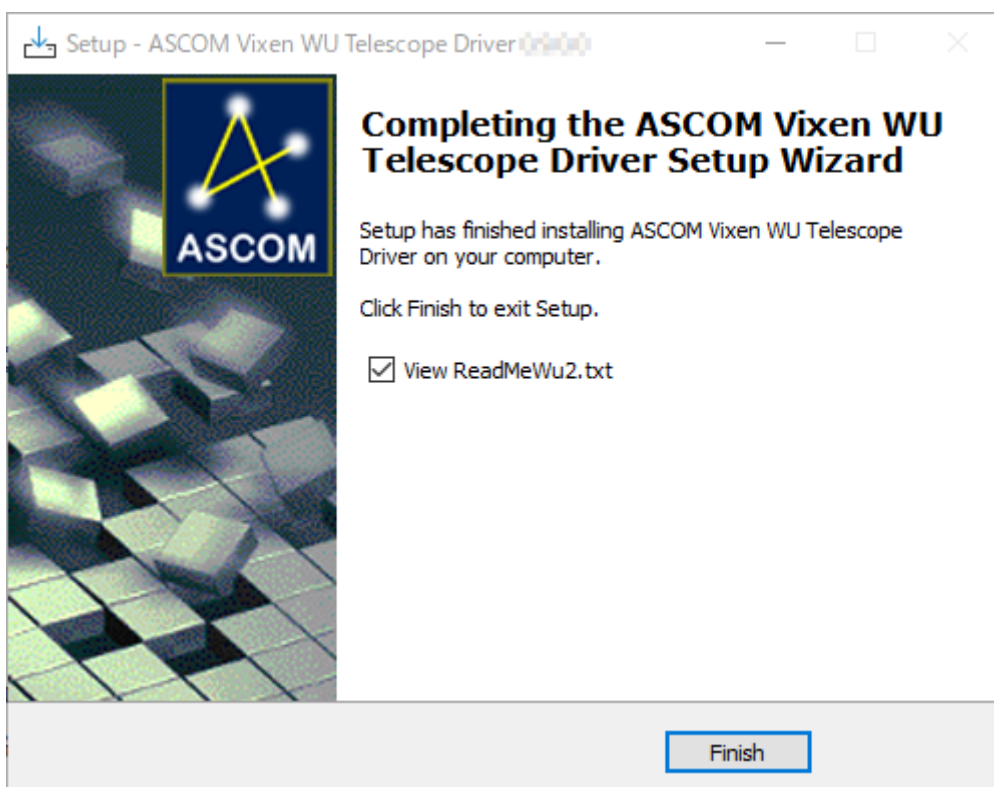 Setup - ASCOM Vixen WU Telescope Driver
ASCOM
Completing the ASCOM Vixen WU
Telescope Driver Setup Wizard
Setup has finished installing ASCOM Vixen WU Telescope
Driver on your computer.
Click Finish to exit Setup.
View ReadMeWu2.txt
Finish